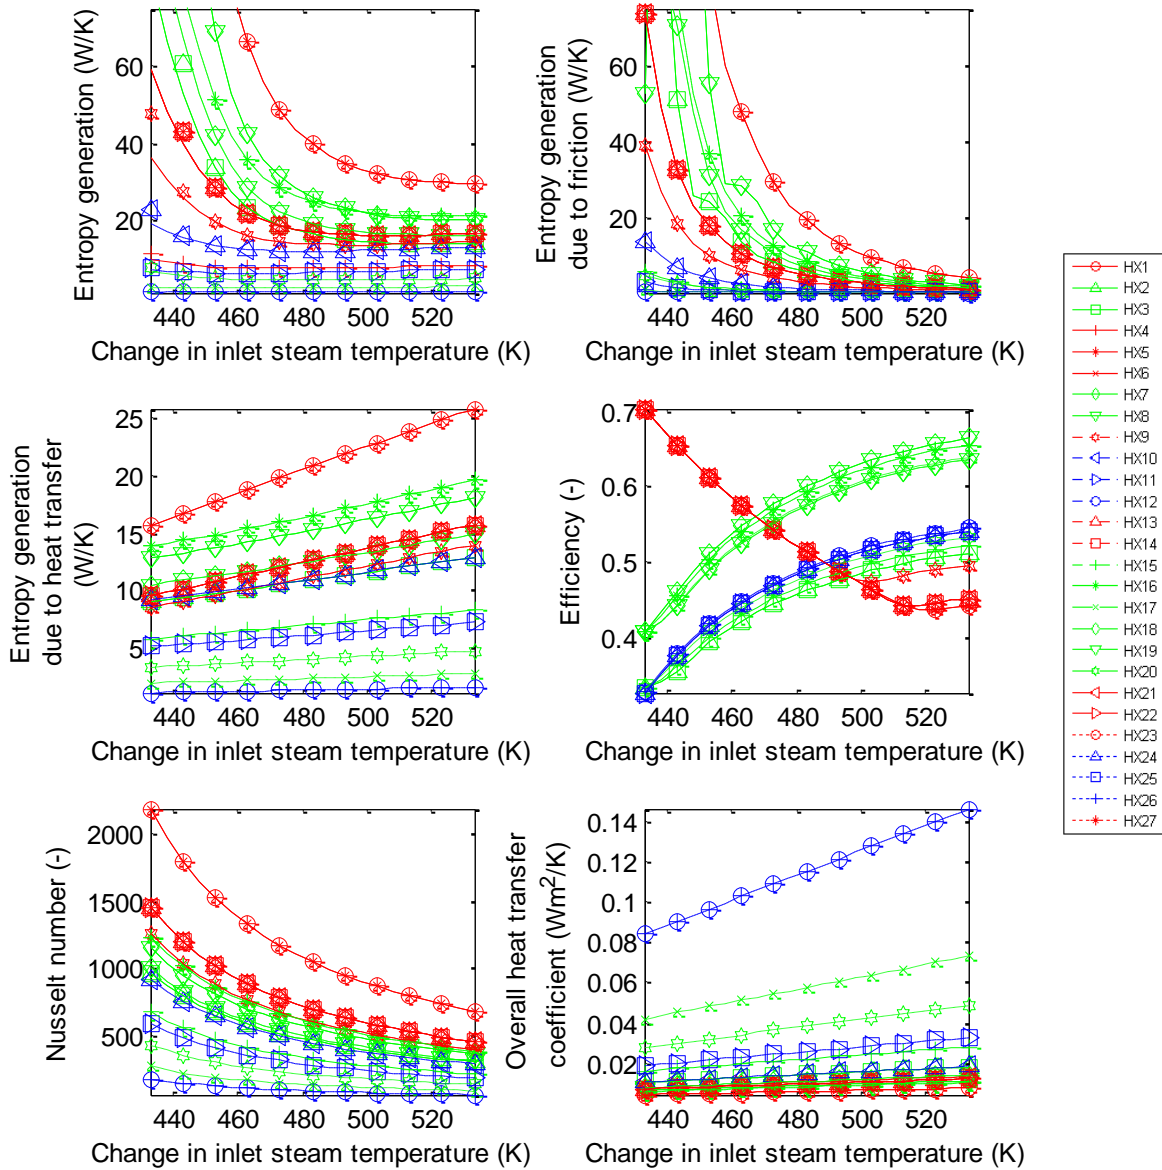 Entropy generation (W/K)
60
40
20
440 460 480 500 520
Change in inlet steam temperature (K)
Entropy generation
due to friction (W/K)
60
40
20
440 460 480 500 520
Change in inlet steam temperature (K)
Entropy generation
due to heat transfer
(W/K)
25
20
15
10
5
440 460 480 500 520
Change in inlet steam temperature (K)
Efficiency (-)
0.7
0.6
0.5
0.4
440 460 480 500 520
Change in inlet steam temperature (K)
Nusselt number (-)
2000
1500
1000
500
440 460 480 500 520
Change in inlet steam temperature (K)
Overall heat transfer
coefficient (Wm2/K)
0.14
0.12
0.1
0.08
0.06
0.04
0.02
440 460 480 500 520
Change in inlet steam temperature (K)
HX1
HX2
HX3
HX4
HX5
HX6
HX7
HX8
HX9
HX10
HX11
HX12
HX13
HX14
HX15
HX16
HX17
HX18
HX19
HX20
HX21
HX22
HX23
HX24
HX25
HX26
HX27